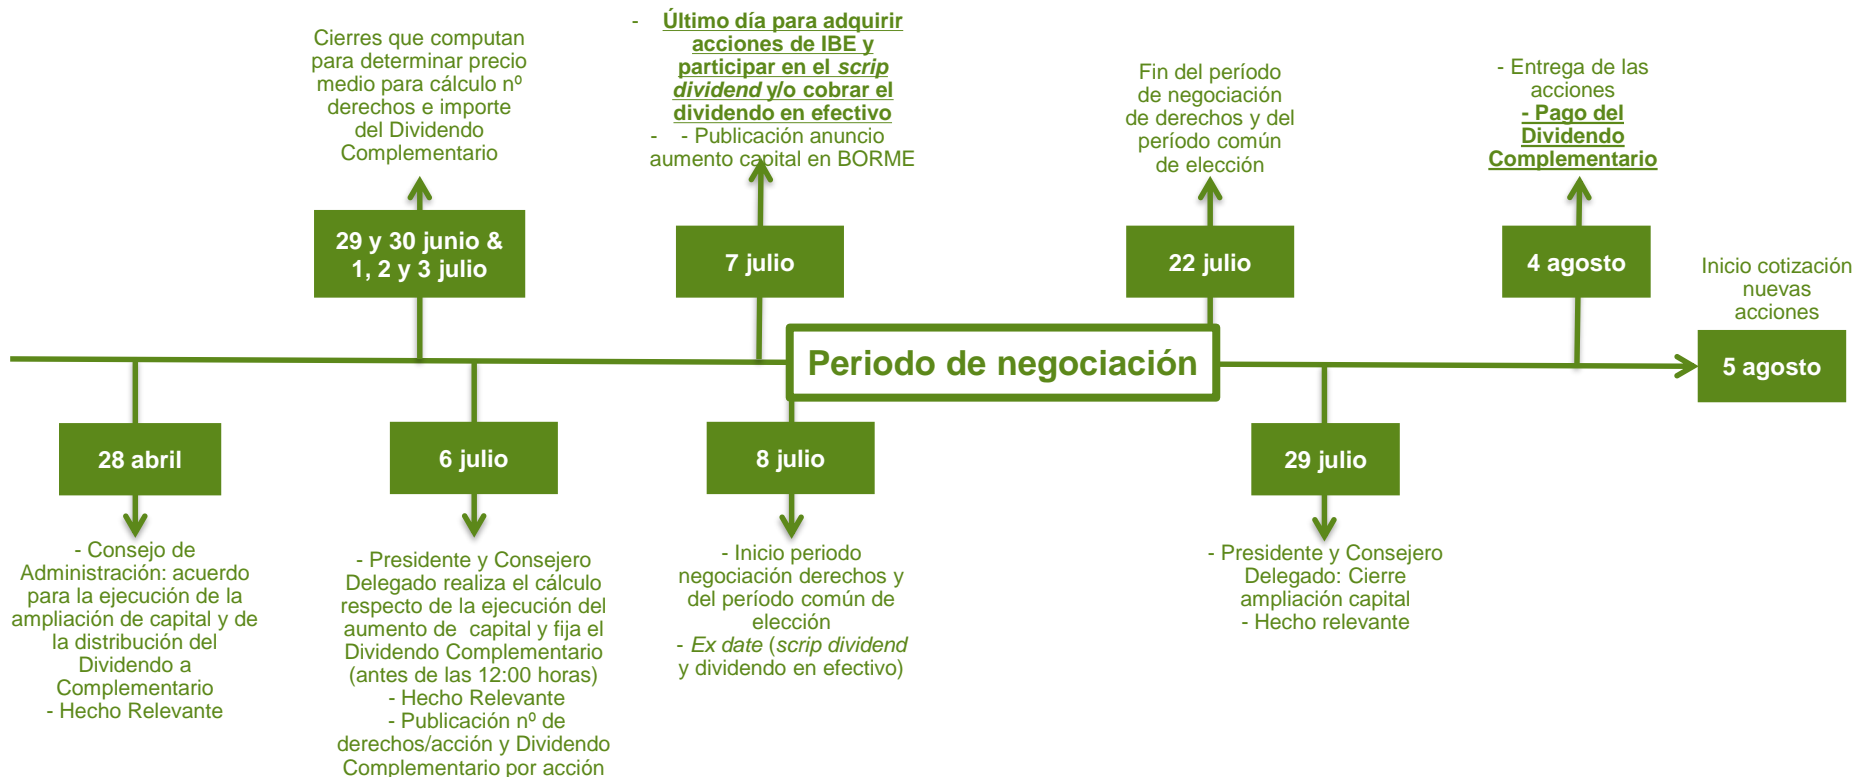 Cierres que computan
para determinar precio
medio para cálculo nº
derechos e importe
del Dividendo
Complementario
29 y 30 junio &
1, 2 y 3 julio
- Último día para adquirir
acciones de IBE y
participar en el scrip
dividend y/o cobrar el
dividendo en efectivo
- - Publicación anuncio
aumento capital en BORME
7 julio
Fin del período
de negociación
de derechos y del
período común
de elección
22 julio
- Entrega de las
acciones
- Pago del
Dividendo
Complementario
4 agosto
Inicio cotización
nuevas
acciones
5 agosto
Periodo de negociación
28 abril
- Consejo de
Administración: acuerdo
para la ejecución de la
ampliación de capital y de
la distribución del
Dividendo a
Complementario
- Hecho Relevante
6 julio
- Presidente y Consejero
Delegado realiza el cálculo
respecto de la ejecución del
aumento de capital y fija el
Dividendo Complementario
(antes de las 12:00 horas)
- Hecho Relevante
- Publicación nº de
derechos/acción y Dividendo
Complementario por acción
8 julio
- Inicio periodo
negociación derechos y
del período común de
elección
- Ex date (scrip dividend
y dividendo en efectivo)
29 julio
- Presidente y Consejero
Delegado: Cierre
ampliación capital
- Hecho relevante